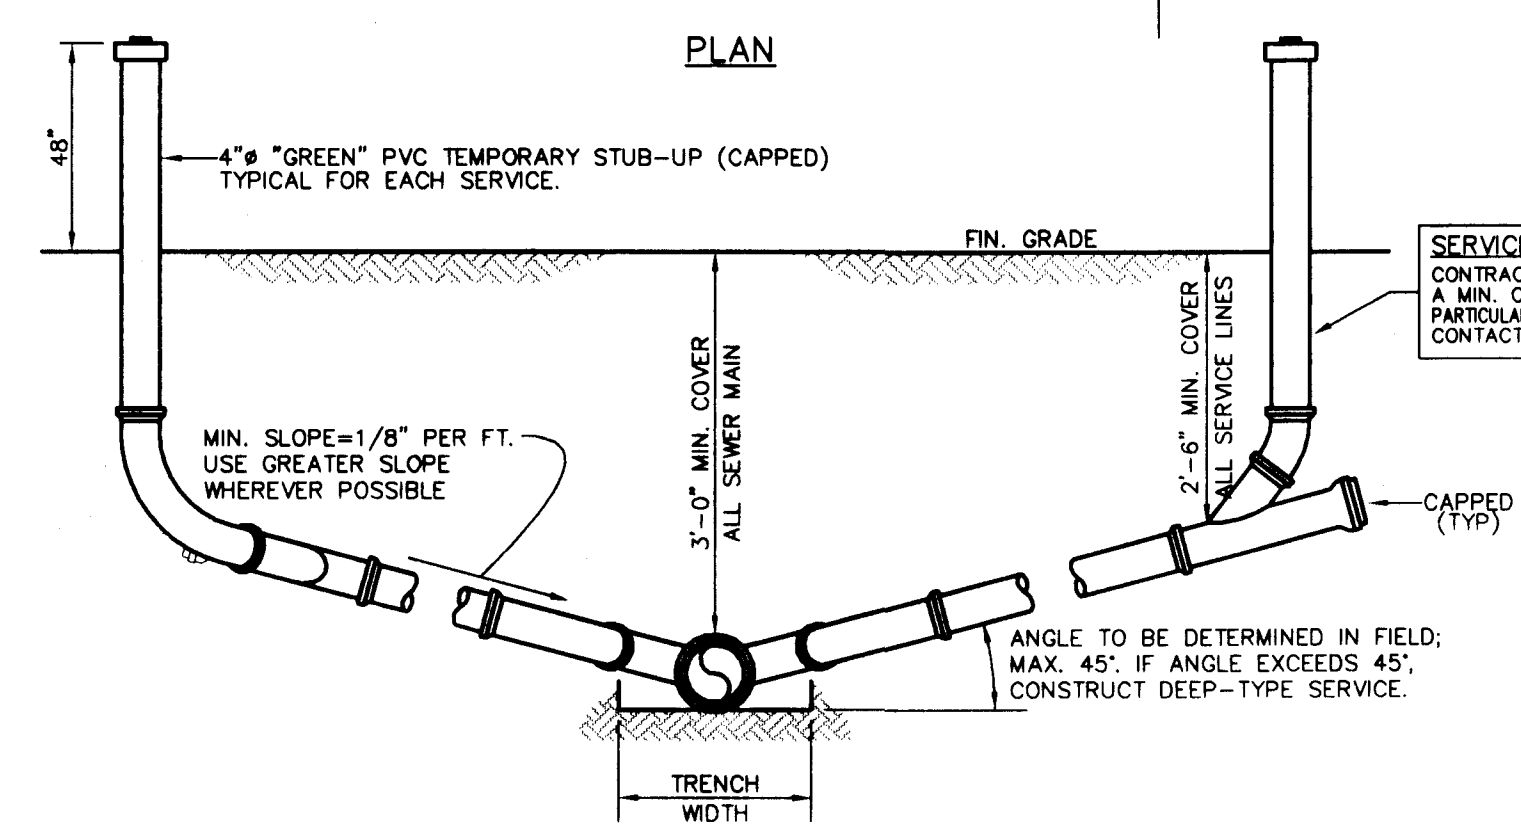 PLAN
48"
4"ø "GREEN" PVC TEMPORARY STUB-UP (CAPPED)
TYPICAL FOR EACH SERVICE.
FIN. GRADE
SERVICE
CONTRAC
A MIN. O
PARTICULA
CONTACT
MIN. SLOPE=1/8" PER FT.
USE GREATER SLOPE
WHEREVER POSSIBLE
3'-0" MIN. COVER
ALL SEWER MAIN
2'-6" MIN. COVER
ALL SERVICE LINES
CAPPED
(TYP)
ANGLE TO BE DETERMINED IN FIELD;
MAX. 45°. IF ANGLE EXCEEDS 45°,
CONSTRUCT DEEP-TYPE SERVICE.
TRENCH
WIDTH